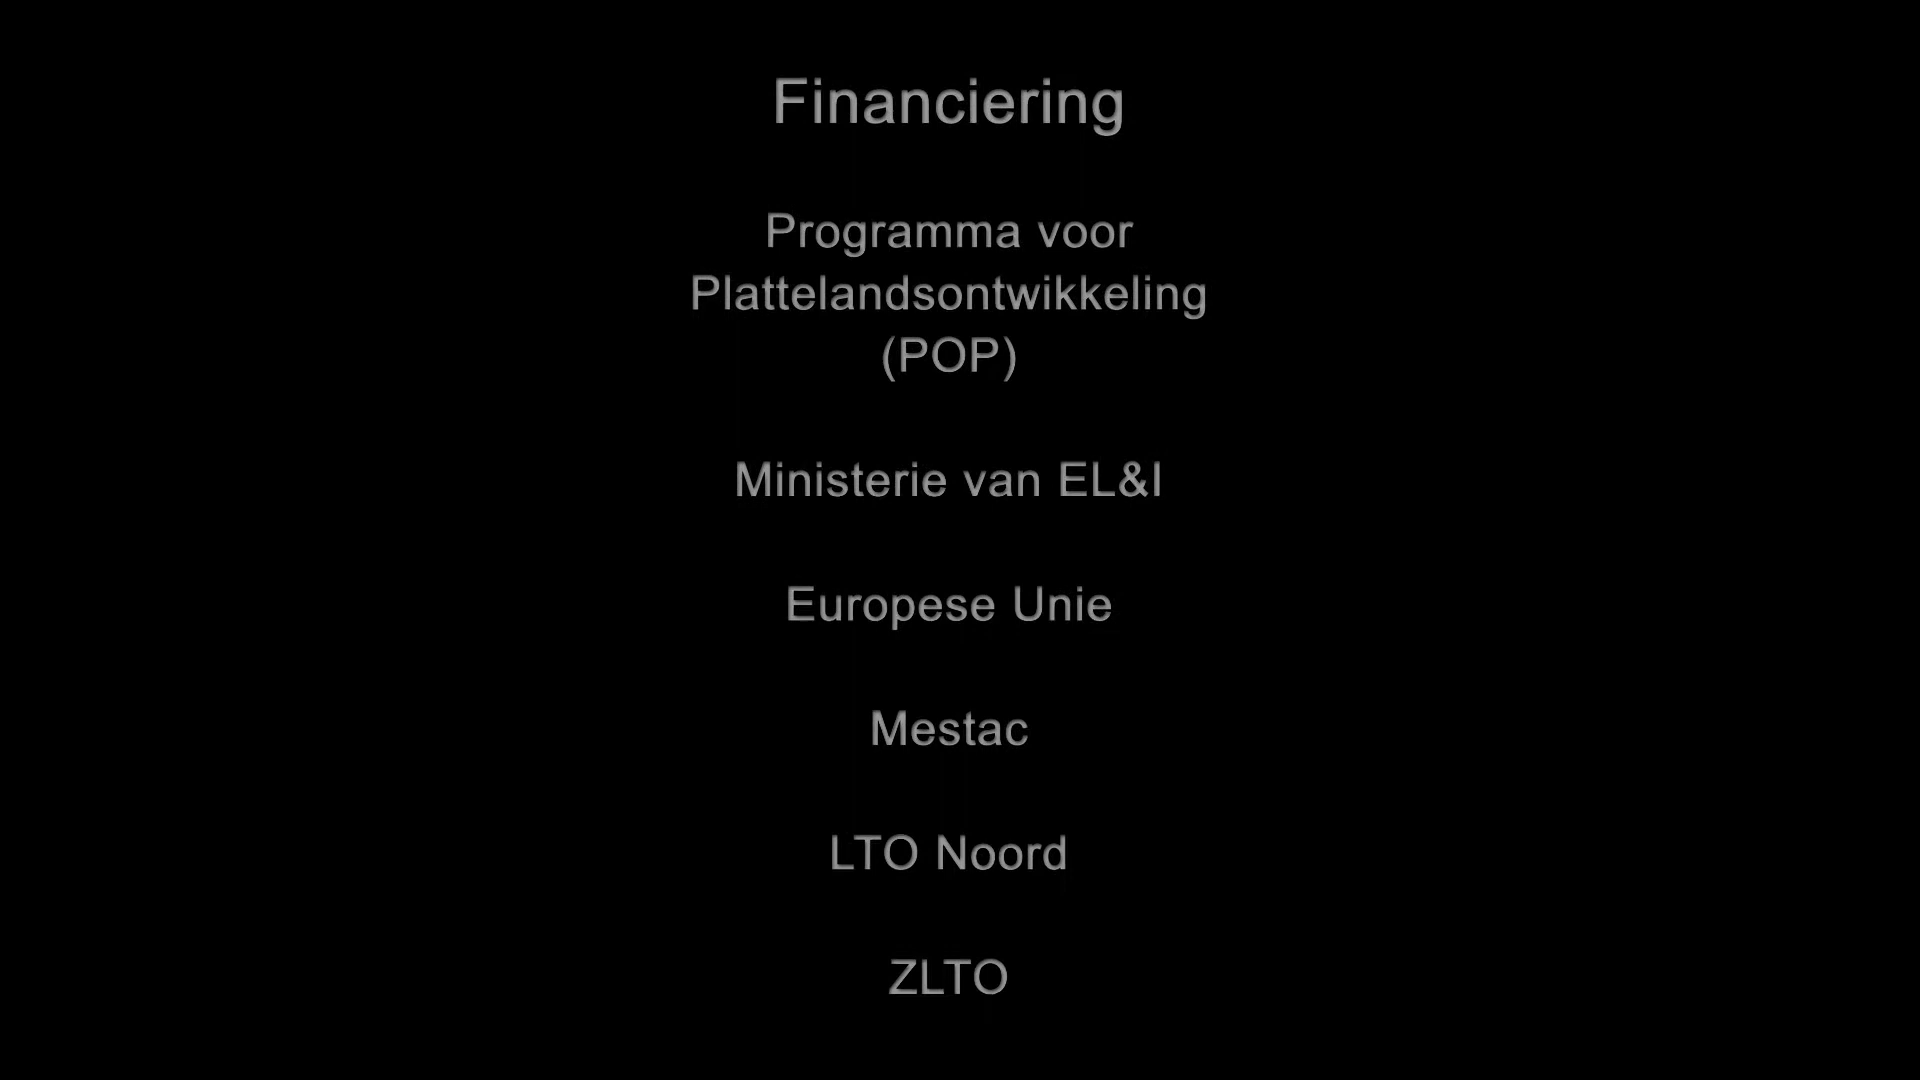 Financiering
Programma voor
Plattelandsontwikkeling
(POP)
Ministerie van EL&I
Europese Unie
Mestac
LTO Noord
ZLTO